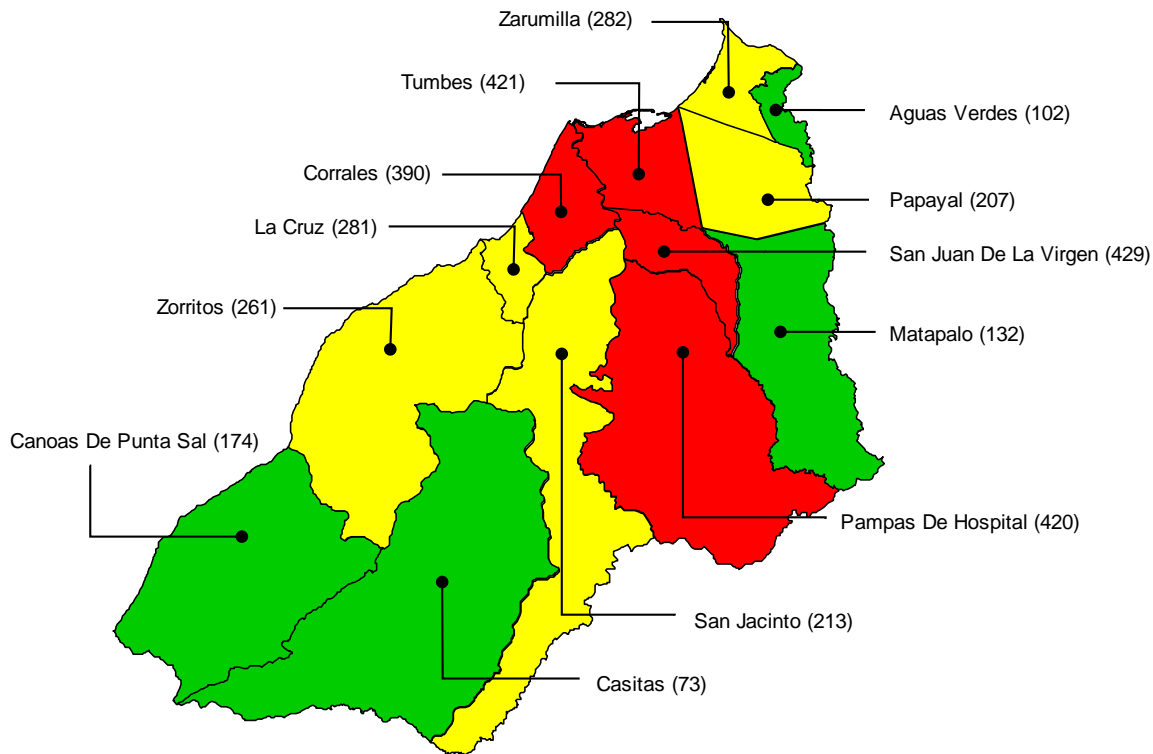 Zarumilla (282)
Tumbes (421)
Aguas Verdes (102)
Corrales (390)
Papayal (207)
La Cruz (281)
San Juan De La Virgen (429)
Zorritos (261)
Matapalo (132)
Canoas De Punta Sal (174)
Pampas De Hospital (420)
San Jacinto (213)
Casitas (73)